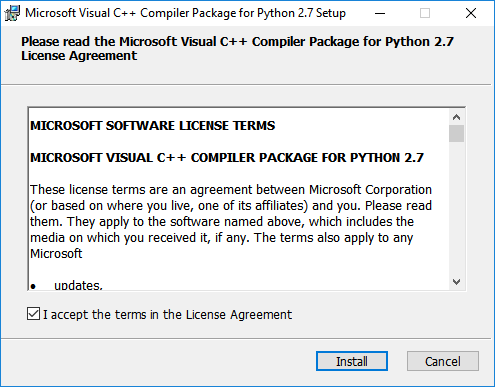 Microsoft Visual C++ Compiler Package for Python 2.7 Setup
Please read the Microsoft Visual C++ Compiler Package for Python 2.7
License Agreement
MICROSOFT SOFTWARE LICENSE TERMS
MICROSOFT VISUAL C++ COMPILER PACKAGE FOR PYTHON 2.7
These license terms are an agreement between Microsoft Corporation
(or based on where you live, one of its affiliates) and you. Please read
them. They apply to the software named above, which includes the
media on which you received it, if any. The terms also apply to any
Microsoft
• updates,
I accept the terms in the License Agreement
Install
Cancel